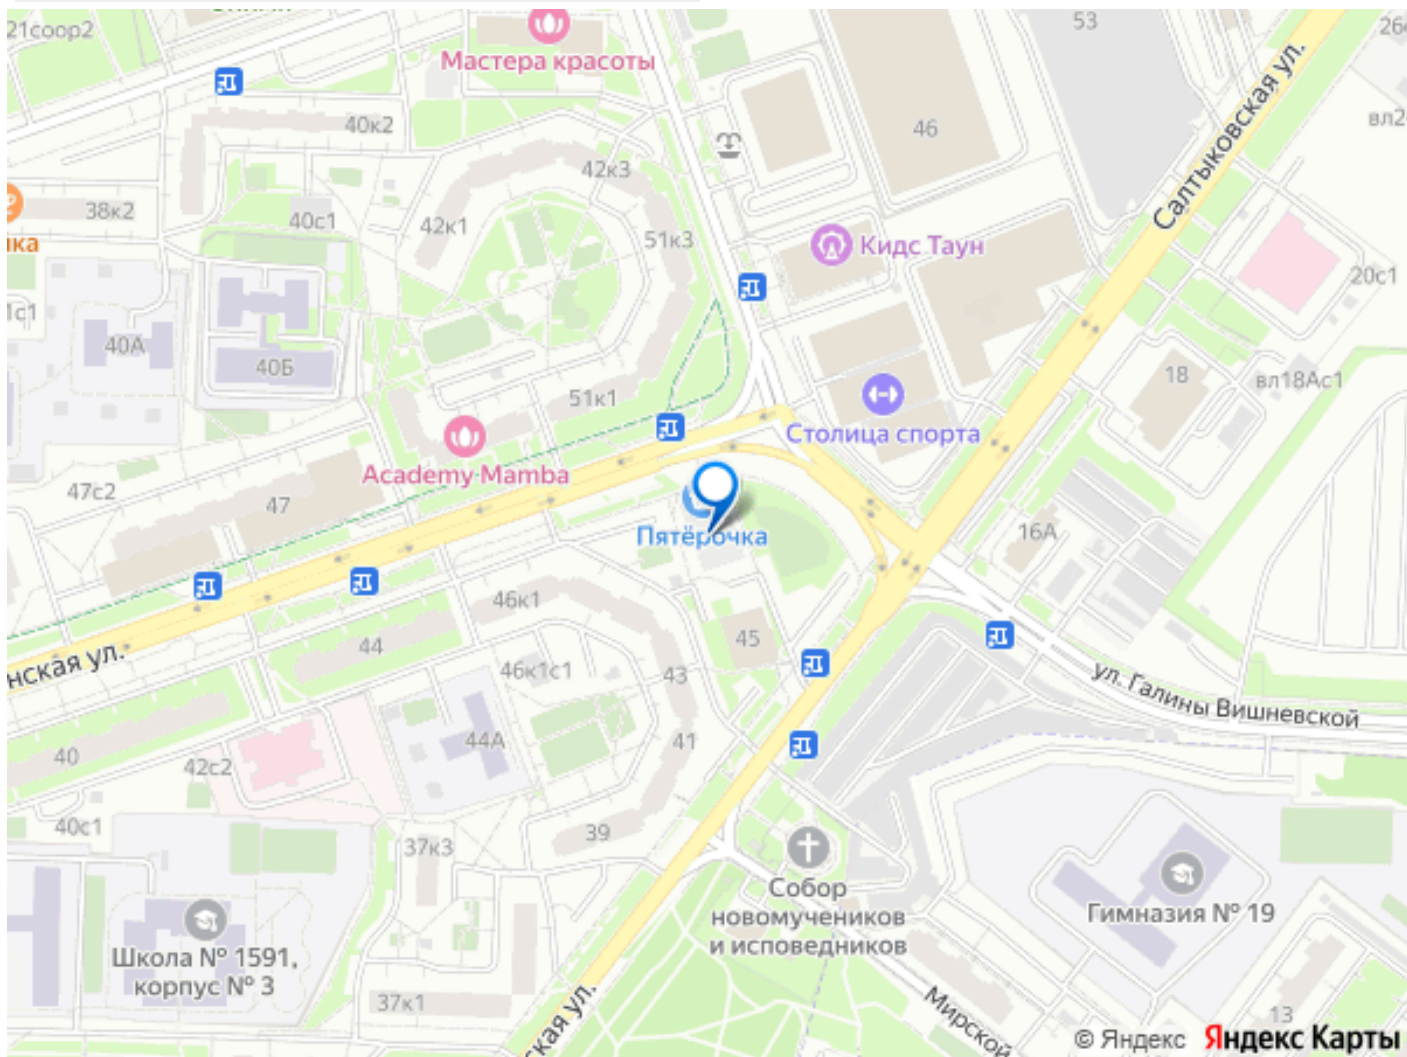 21соор2
Мастера красоты
53
Салтыковская ул.
40к2
46
42к3
38к2
40с1
42к1
51к3
Кидс Таун
20с1
1с1
40А
40Б
51к1
18
вл18Ас1
Столица спорта
Academy Mamba
47с2
47
Пятёрочка
16А
46к1
45
44
46к1с1
43
нская ул.
ул. Галины Вишневской
44А
41
40
42с2
40с1
37к3
39
Собор
новомучеников
и исповедников
Гимназия № 19
Школа № 1591,
корпус № 3
37к1
ская ул.
Мирской
13
© Яндекс Яндекс Карты